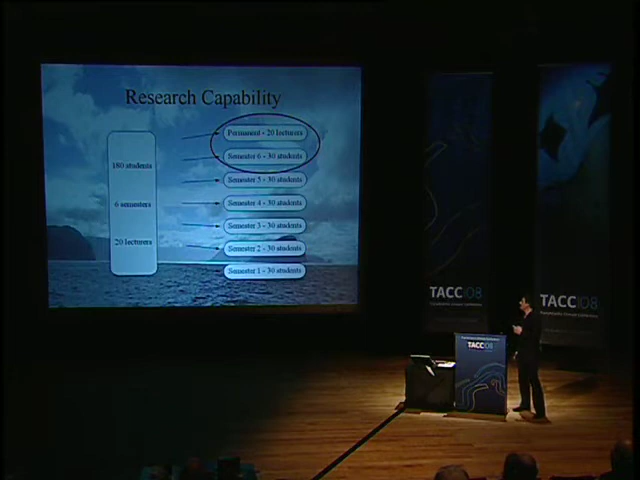 Research Capability
180 students
6 semesters
20 lecturers
Permanent - 20 lecturers
Semester 6 - 30 students
Semester 5 - 30 students
Semester 4 - 30 students
Semester 3 - 30 students
Semester 2 - 30 students
Semester 1 - 30 students
TACC08
TACC08
TACC08